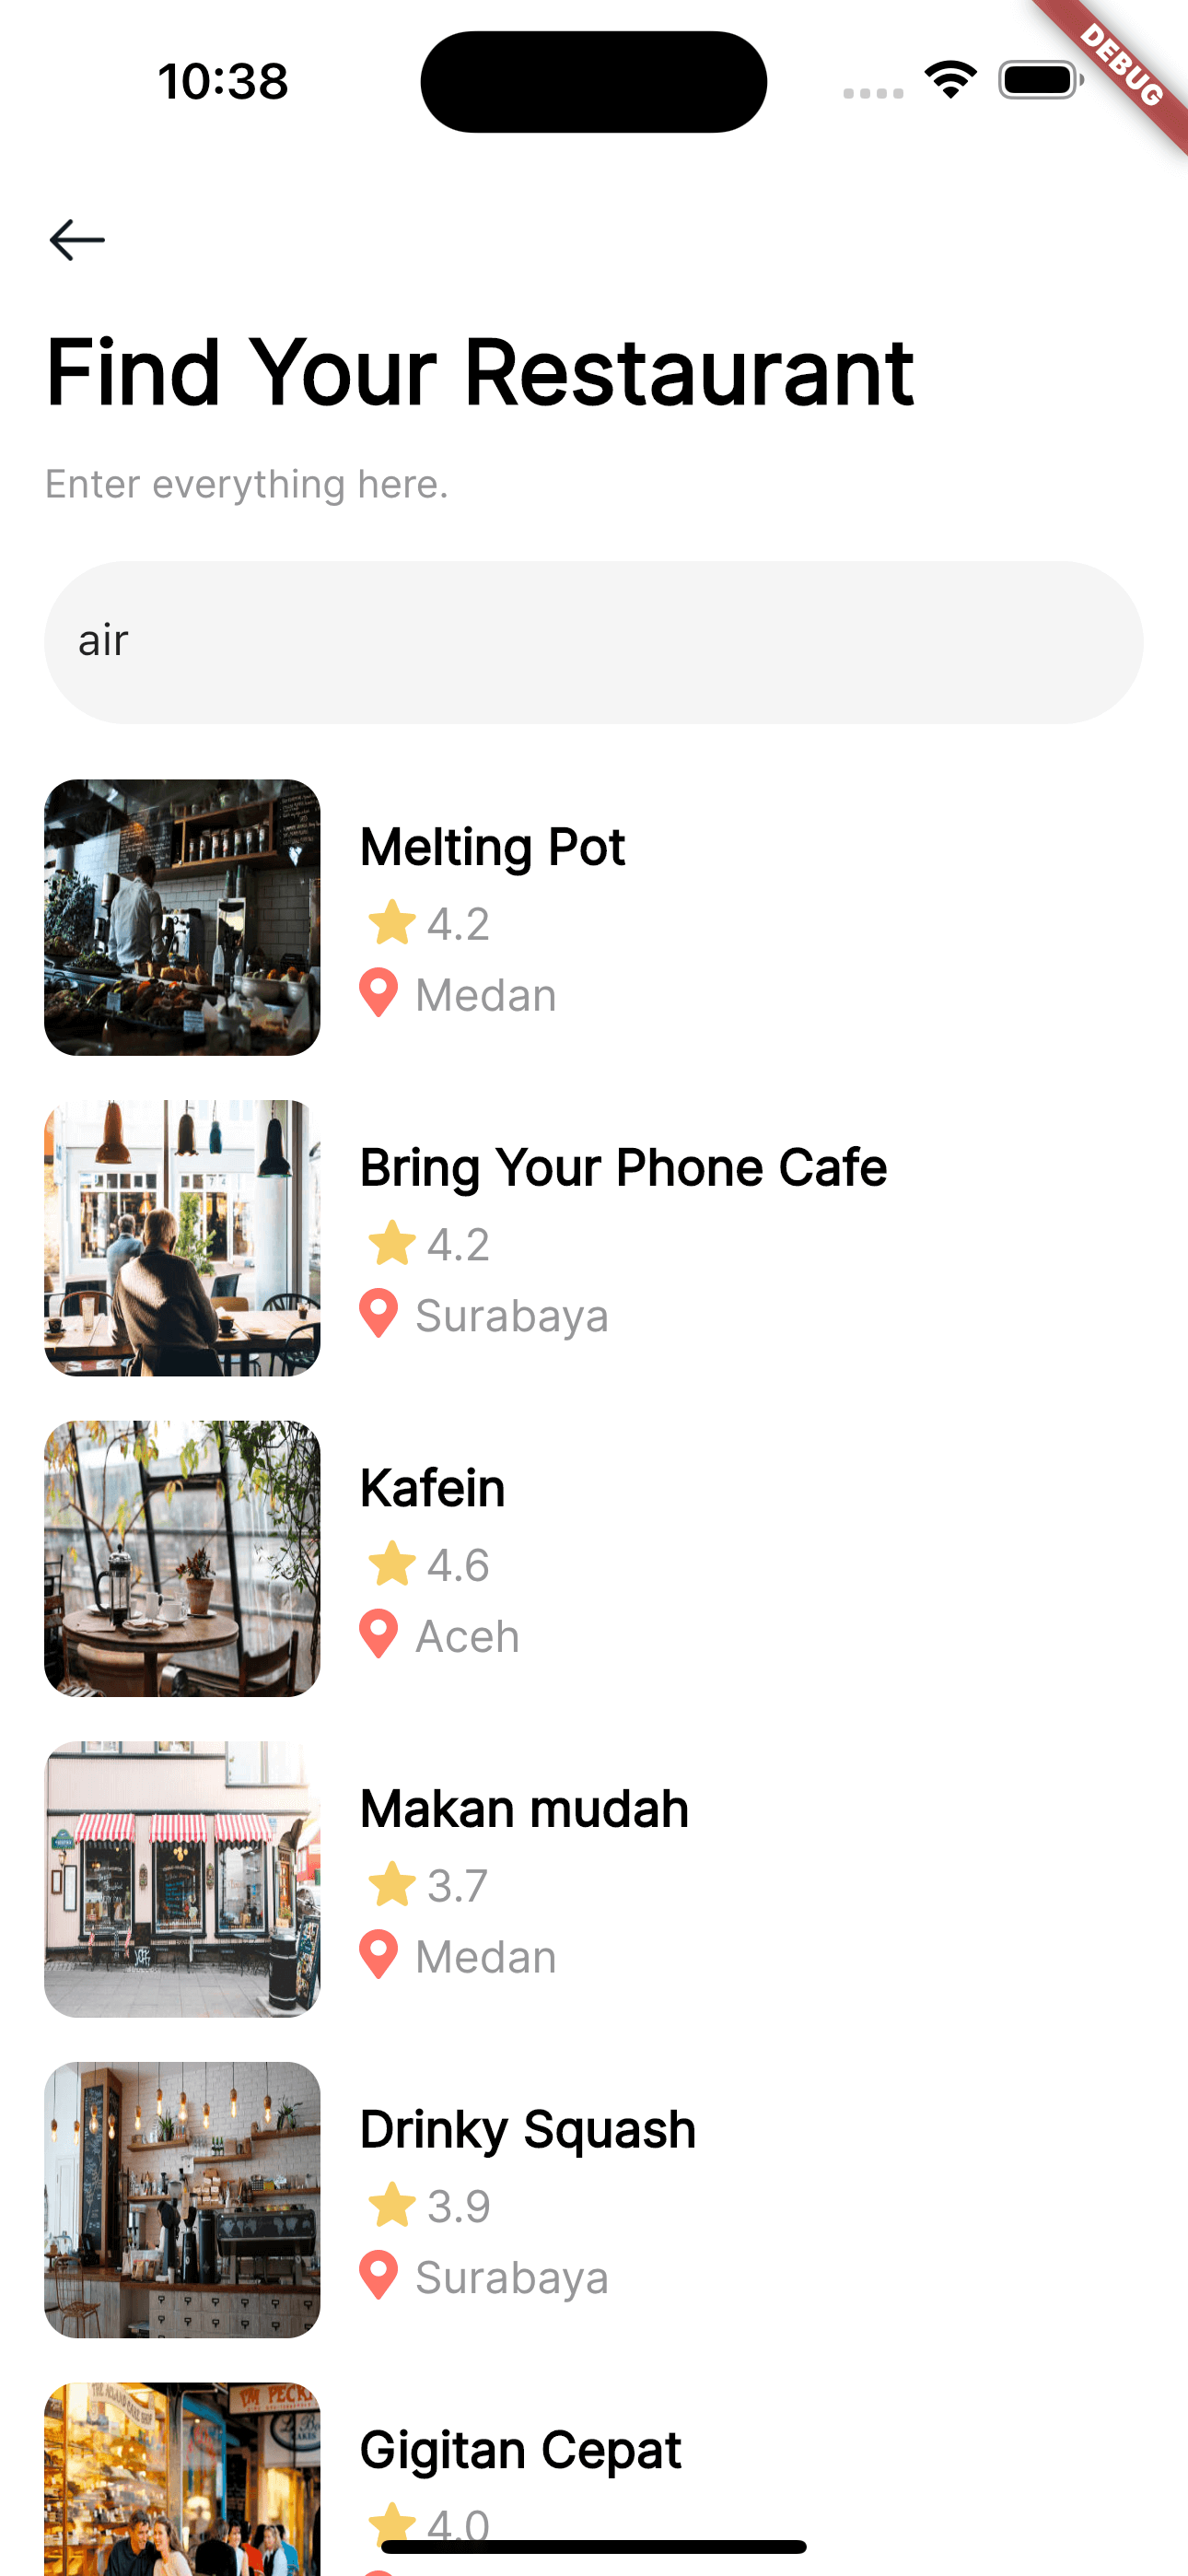 10:38
DEBUG
Find Your Restaurant
Enter everything here.
air
Melting Pot
4.2
Medan
Bring Your Phone Cafe
4.2
Surabaya
Kafein
4.6
Aceh
Makan mudah
3.7
Medan
Drinky Squash
3.9
Surabaya
Gigitan Cepat
4.0